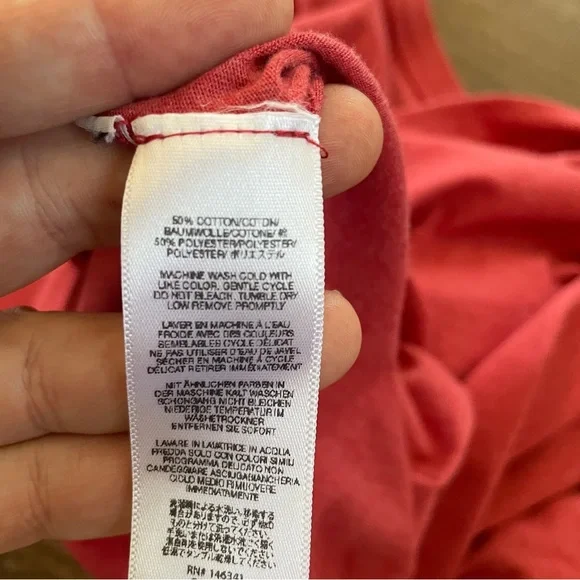 50% COTTON/COTON/
BAUMWOLLE/COTONE/綿
50% POLYESTER/POLYESTER/
POLYESTER/ ポリエステル
MACHINE WASH COLD WITH
LIKE COLOR. GENTLE CYCLE
DO NOT BLEACH. TUMBLE DRY
LOW REMOVE PROMPTLY
LAVER EN MACHINE À L'EAU
FROIDE AVEC DES COULEURS
SEMBLABLES CYCLE DÉLICAT
NE PAS UTILISER D'EAU DE JAVEL
SÉCHER EN MACHINE À CYCLE
DÉLICAT RETIRER IMMÉDIATEMENT
MIT ÄHNLICHEN FARBEN IN
DER MASCHINE KALT WASCHEN
SCHONGANG NICHT BLEICHEN
NIEDERIGE TEMPERATUR IM
WÄSHETROCKNER
ENTFERNEN SIE SOFORT
LAVARE IN LAVATRICE IN ACQUA
FREDDA SOLO CON COLORI SIMILI
PROGRAMMA DELICATO NON
CANDEGGIARE ASCIUGABIANCHERIA
CICLO MEDIO RIMUOVERE
IMMEDIATAMENTE
RN# 146341